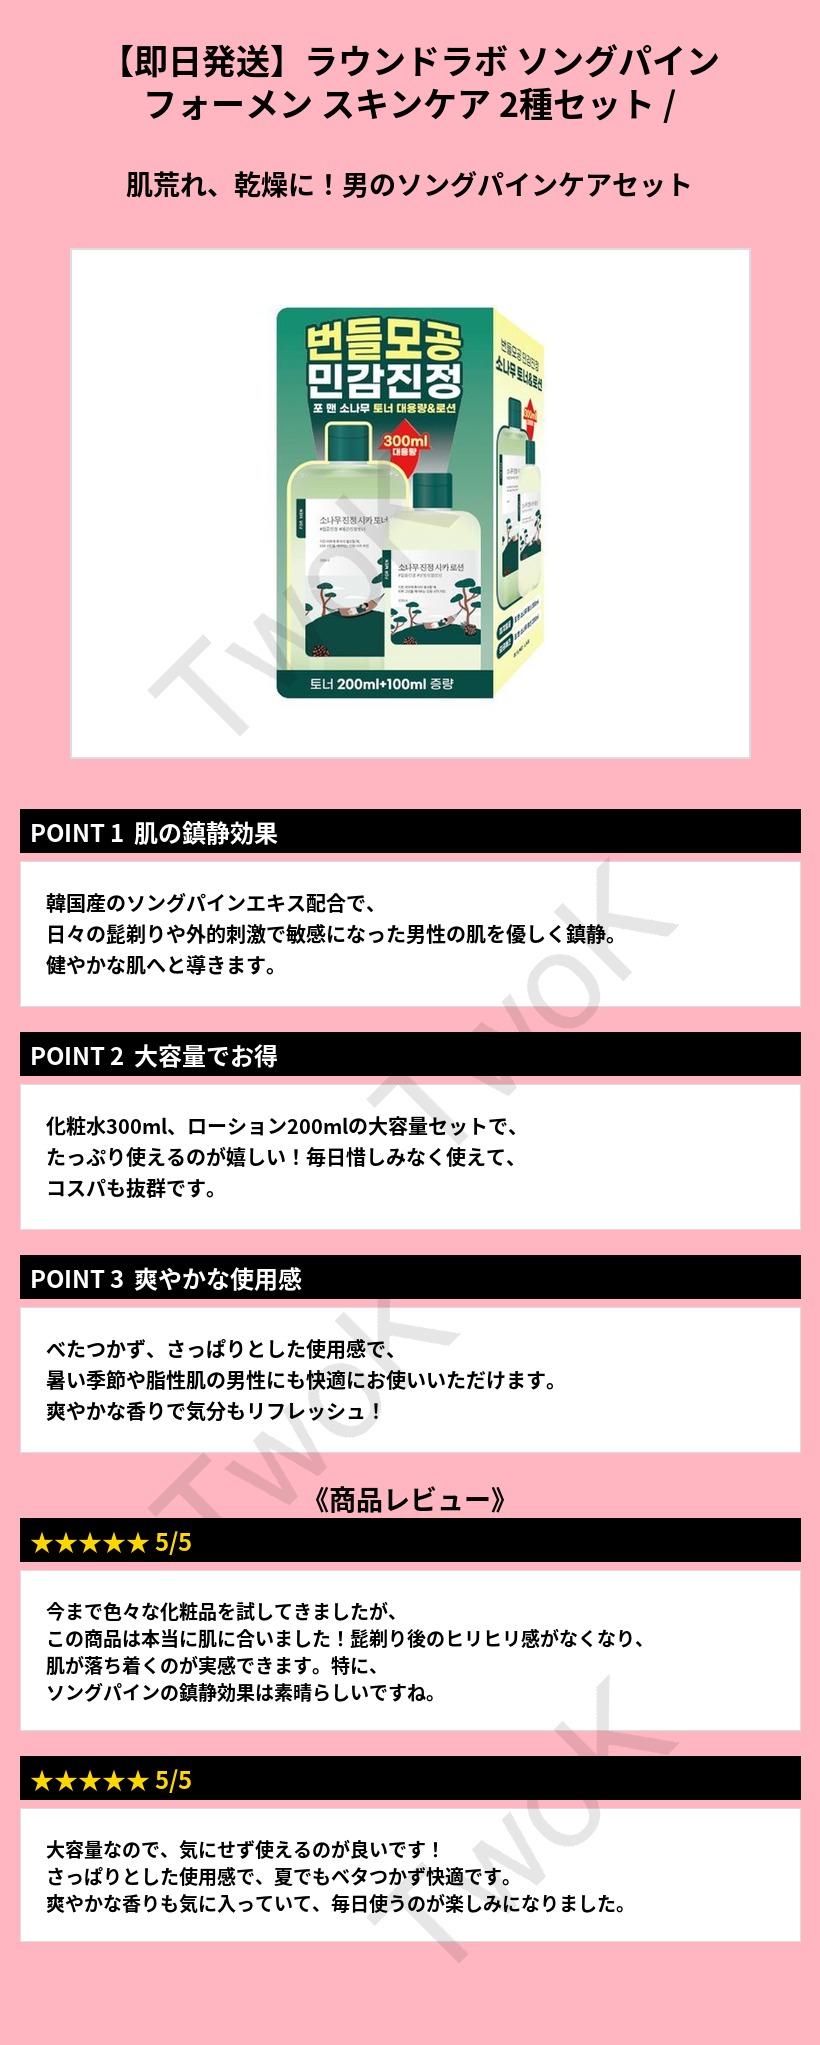 【即日発送】ラウンドラボ ソングパイン
フォーメン スキンケア 2種セット /
肌荒れ、乾燥に！男のソングパインケアセット
번들모공
민감진정
포 맨 소나무 토너 대용량&로션
300ml
대용량
FOR MEN
소나무 진정 시카 토너
FOR MEN
소나무 진정 시카 로션
토너 200ml+100ml 증량
번들모공 민감진정
소나무 토너&로션
300ml
TwoK
POINT 1 肌の鎮静効果
韓国産のソングパインエキス配合で、
日々の髭剃りや外的刺激で敏感になった男性の肌を優しく鎮静。
健やかな肌へと導きます。
TwoK
POINT 2 大容量でお得
化粧水300ml、ローション200mlの大容量セットで、
たっぷり使えるのが嬉しい！毎日惜しみなく使えて、
コスパも抜群です。
POINT 3 爽やかな使用感
べたつかず、さっぱりとした使用感で、
暑い季節や脂性肌の男性にも快適にお使いいただけます。
爽やかな香りで気分もリフレッシュ！
TwoK
《商品レビュー》
★★★★★ 5/5
今まで色々な化粧品を試してきましたが、
この商品は本当に肌に合いました！髭剃り後のヒリヒリ感がなくなり、
肌が落ち着くのが実感できます。特に、
ソングパインの鎮静効果は素晴らしいですね。
★★★★★ 5/5
大容量なので、気にせず使えるのが良いです！
さっぱりとした使用感で、夏でもベタつかず快適です。
爽やかな香りも気に入っていて、毎日使うのが楽しみになりました。
TwoK